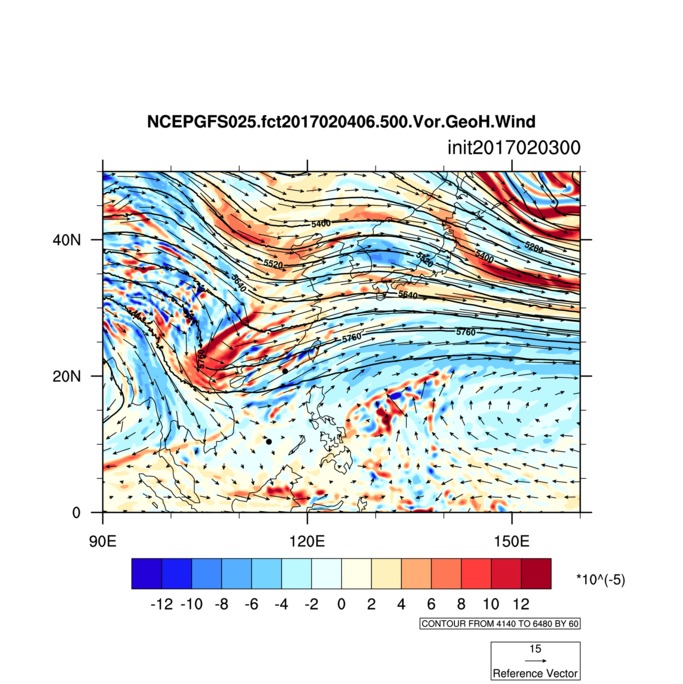 NCEPGFS025.fct2017020406.500.Vor.GeoH.Wind
init2017020300
5400
5280
5400
5520
5520
5640
5640
5760
5760
5760
40N
20N
0
90E 120E 150E
-12 -10 -8 -6 -4 -2 0 2 4 6 8 10 12
*10^(-5)
CONTOUR FROM 4140 TO 6480 BY 60
15
Reference Vector